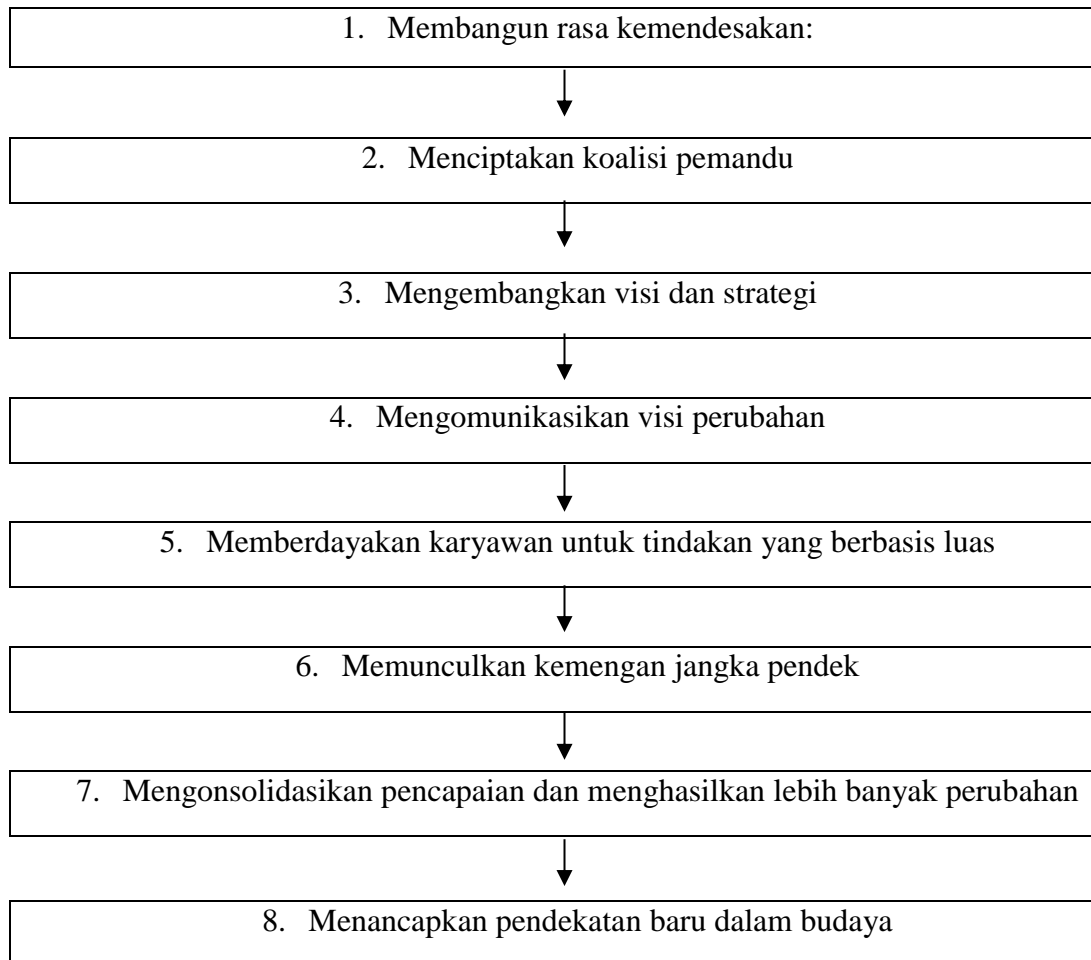 1. Membangun rasa kemendesakan:
2. Menciptakan koalisi pemandu
3. Mengembangkan visi dan strategi
4. Mengomunikasikan visi perubahan
5. Memberdayakan karyawan untuk tindakan yang berbasis luas
6. Memunculkan kemengan jangka pendek
7. Mengonsolidasikan pencapaian dan menghasilkan lebih banyak perubahan
8. Menancapkan pendekatan baru dalam budaya